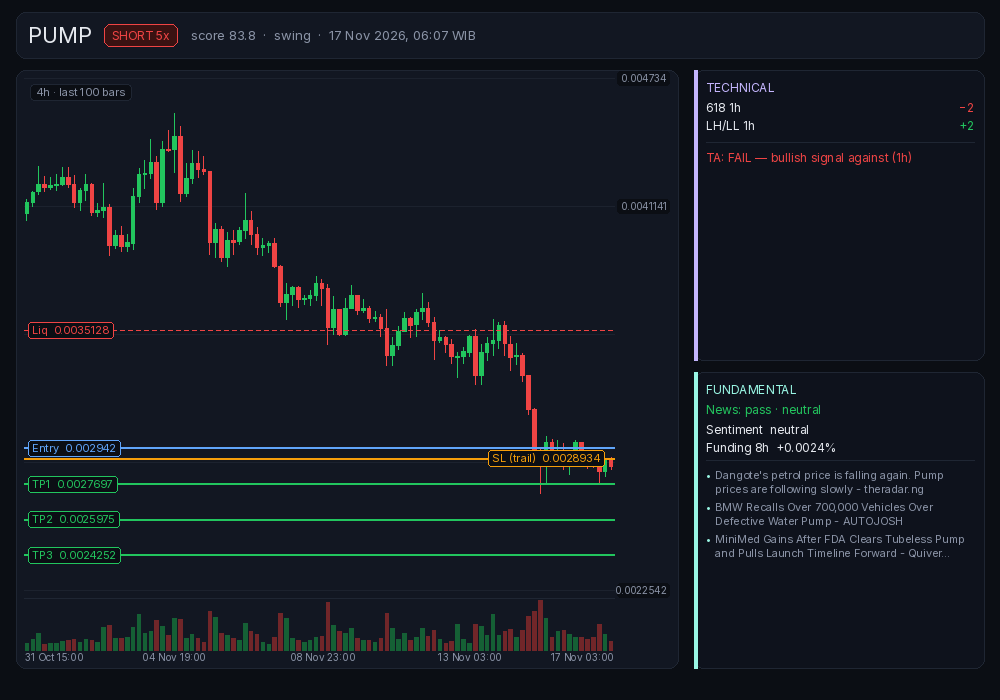 PUMP
SHORT 5x
score 83.8 · swing · 17 Nov 2026, 06:07 WIB
4h · last 100 bars
0.004734
0.0041141
Liq 0.0035128
Entry 0.002942
SL (trail) 0.0028934
TP1 0.0027697
TP2 0.0025975
TP3 0.0024252
0.0022542
31 Oct 15:00
04 Nov 19:00
08 Nov 23:00
13 Nov 03:00
17 Nov 03:00
TECHNICAL
618 1h −2
LH/LL 1h +2
TA: FAIL — bullish signal against (1h)
FUNDAMENTAL
News: pass · neutral
Sentiment neutral
Funding 8h +0.0024%
• Dangote's petrol price is falling again. Pump
prices are following slowly - theradar.ng
• BMW Recalls Over 700,000 Vehicles Over
Defective Water Pump - AUTOJOSH
• MiniMed Gains After FDA Clears Tubeless Pump
and Pulls Launch Timeline Forward - Quiver…